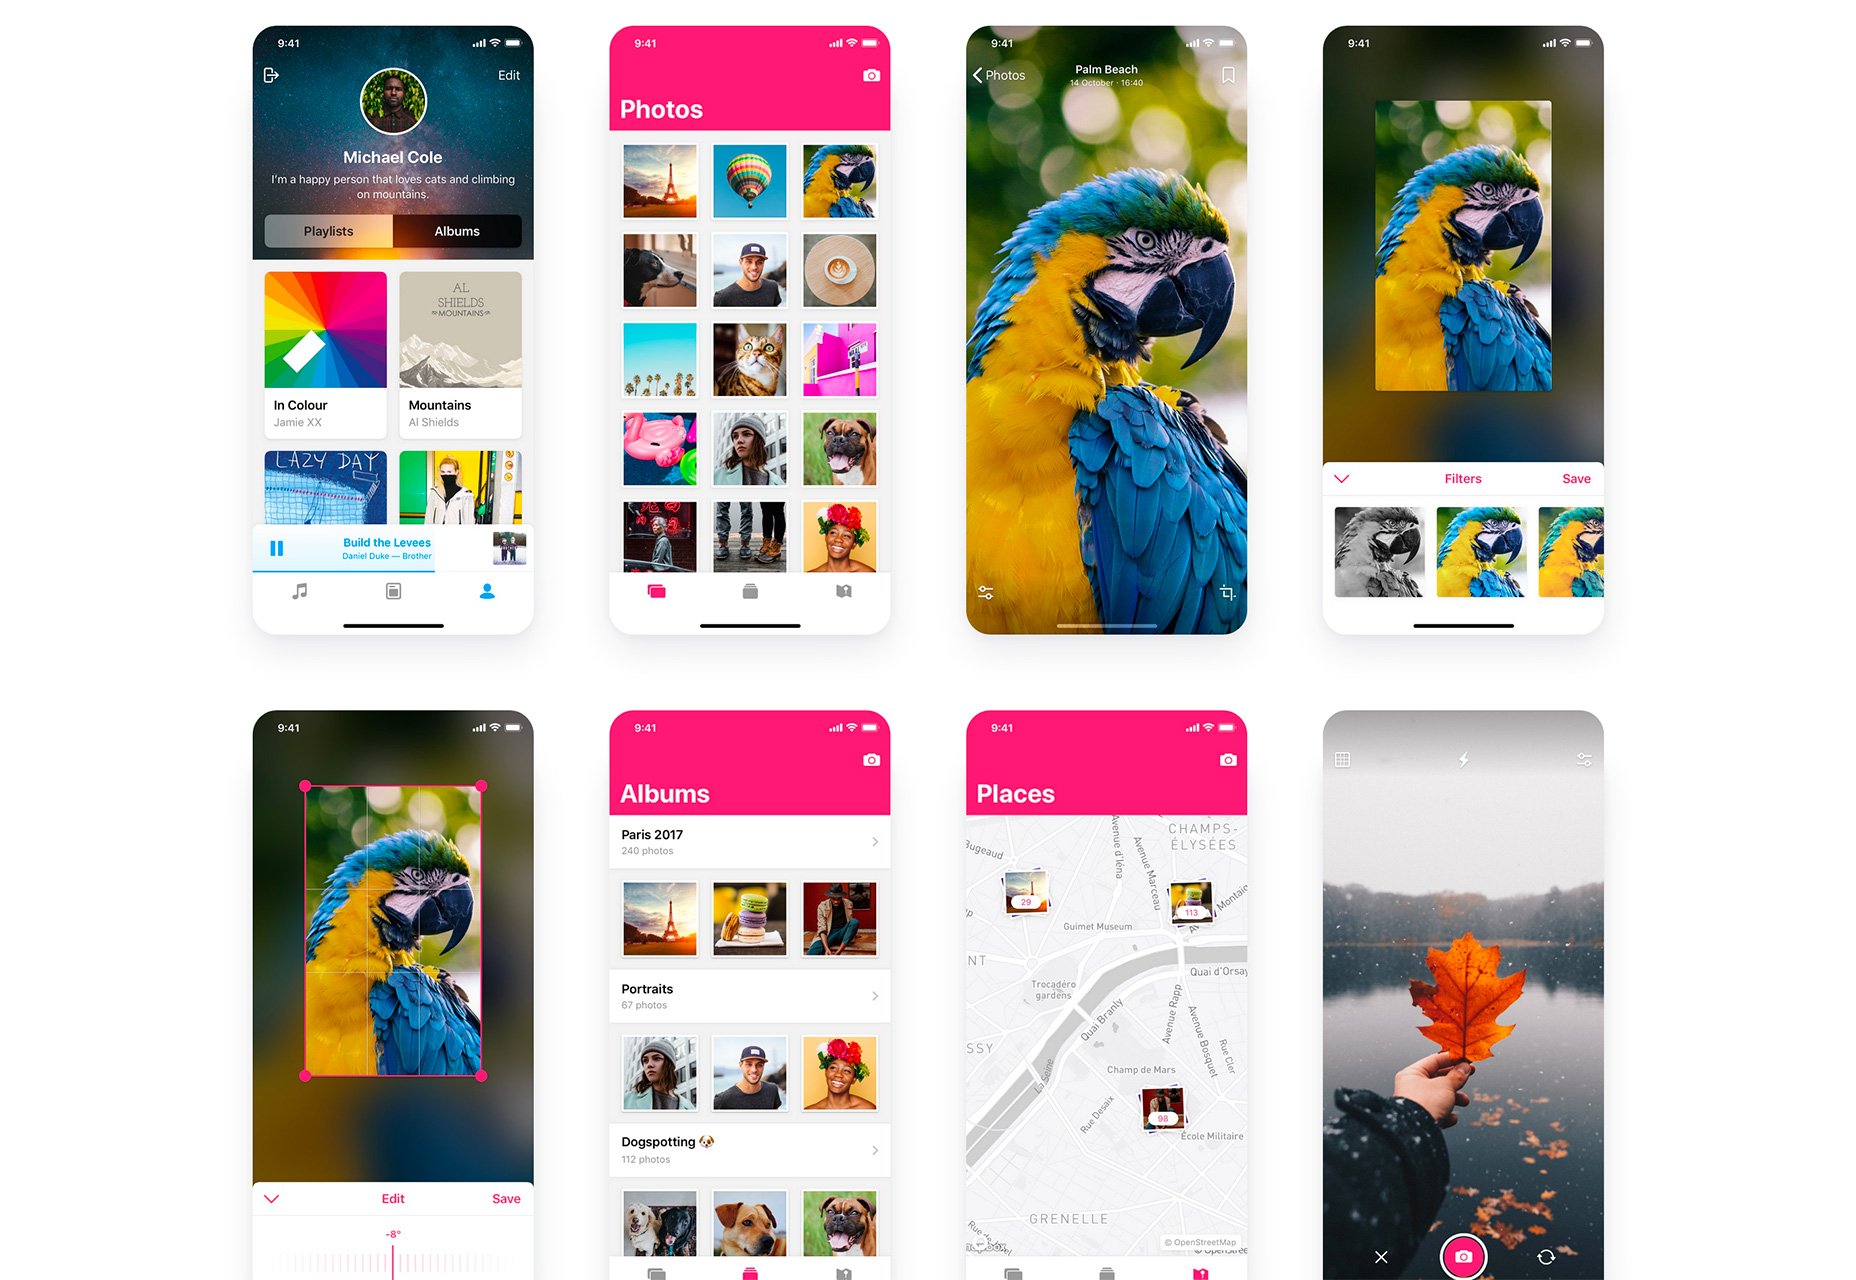 9:41
Edit
Michael Cole
I'm a happy person that loves cats and climbing
on mountains.
Playlists
Albums
AL
SHIELDS
MOUNTAINS
In Colour
Jamie XX
Mountains
Al Shields
LAZY DAY
Build the Levees
Daniel Duke — Brother
9:41
Photos
9:41
Photos
Palm Beach
14 October · 16:40
9:41
Filters
Save
9:41
Edit
Save
-8°
9:41
Albums
Paris 2017
240 photos
Portraits
67 photos
Dogspotting 🐶
112 photos
9:41
Places
CHAMPS-
ÉLYSÉES
Bugeaud
Avenue d'Iéna
Avenue Marceau
29
113
Guimet Museum
NT
Quai d'Orsay
Trocadéro
gardens
Quai Branly
Avenue Rapp
Avenue Bosquet
Rue Cler
SSY
La Seine
Champ de Mars
Rue Desaix
98
École Militaire
GRENELLE
© OpenStreetMap